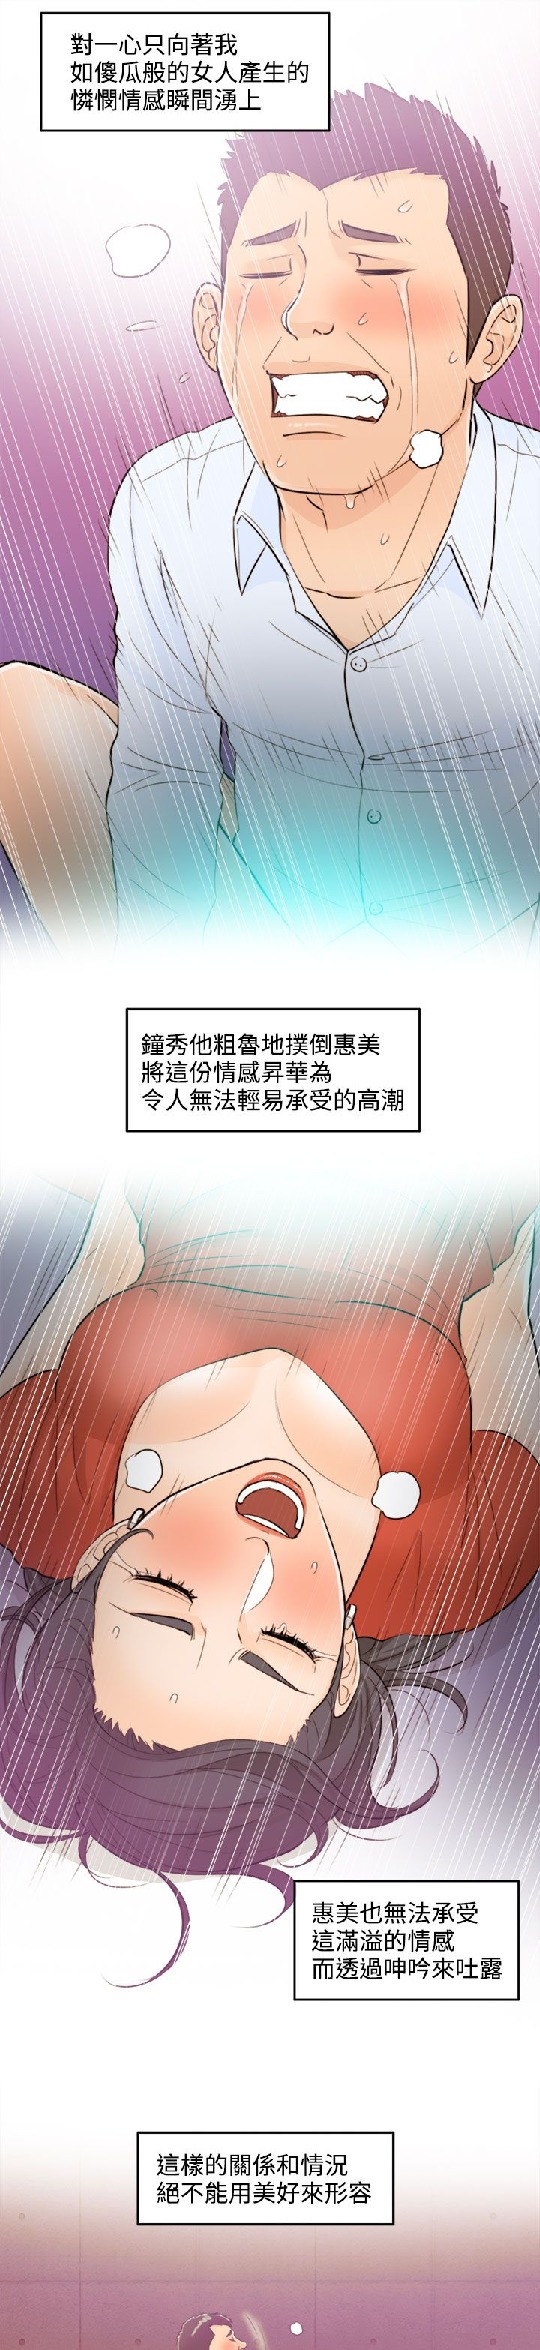 對一心只向著我
如傻瓜般的女人產生的
憐憫情感瞬間湧上
鐘秀他粗魯地撲倒惠美
將這份情感昇華為
令人無法輕易承受的高潮
惠美也無法承受
這滿溢的情感
而透過呻吟來吐露
這樣的關係和情況
絕不能用美好來形容